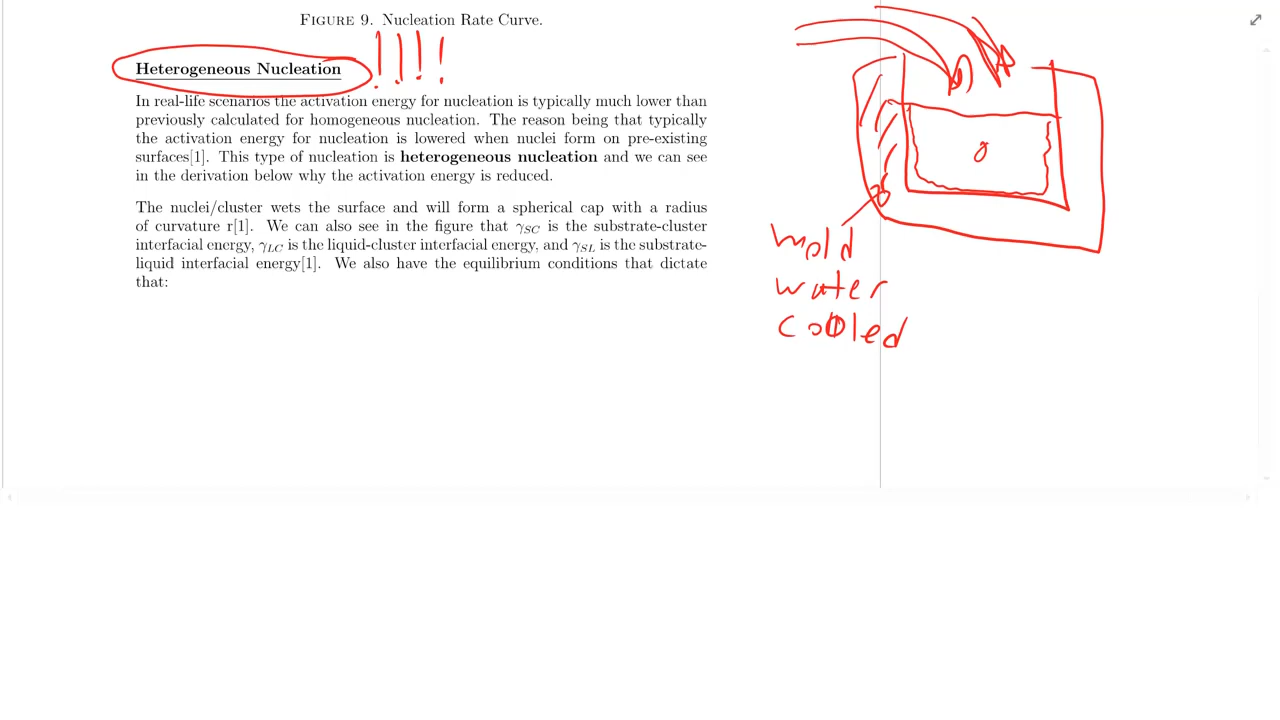 FIGURE 9. Nucleation Rate Curve.
Heterogeneous Nucleation !!!!
In real-life scenarios the activation energy for nucleation is typically much lower than
previously calculated for homogeneous nucleation. The reason being that typically
the activation energy for nucleation is lowered when nuclei form on pre-existing
surfaces[1]. This type of nucleation is heterogeneous nucleation and we can see
in the derivation below why the activation energy is reduced.
The nuclei/cluster wets the surface and will form a spherical cap with a radius
of curvature r[1]. We can also see in the figure that γSC is the substrate-cluster
interfacial energy, γLC is the liquid-cluster interfacial energy, and γSL is the substrate-
liquid interfacial energy[1]. We also have the equilibrium conditions that dictate
that:
mold
water
cooled